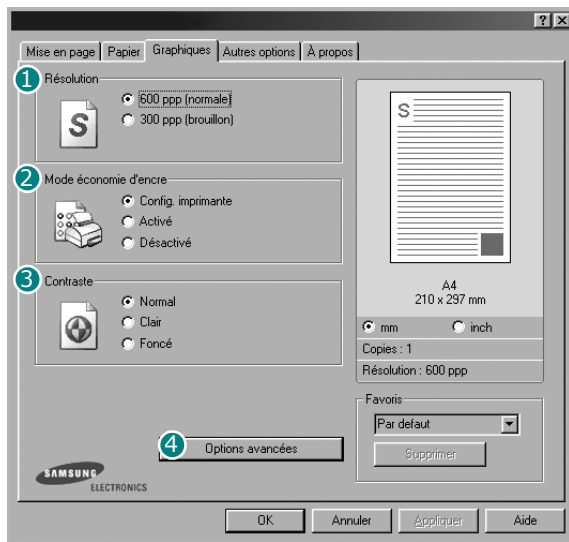 ? x
Mise en page Papier Graphiques Autres options À propos
1 Résolution
S
600 ppp (normale)
300 ppp (brouillon)
2 Mode économie d'encre
Config. imprimante
Activé
Désactivé
3 Contraste
Normal
Clair
Foncé
4 Options avancées
SAMSUNG
ELECTRONICS
S
A4
210 x 297 mm
mm inch
Copies : 1
Résolution : 600 ppp
Favoris
Par defaut
Supprimer
OK Annuler Appliquer Aide